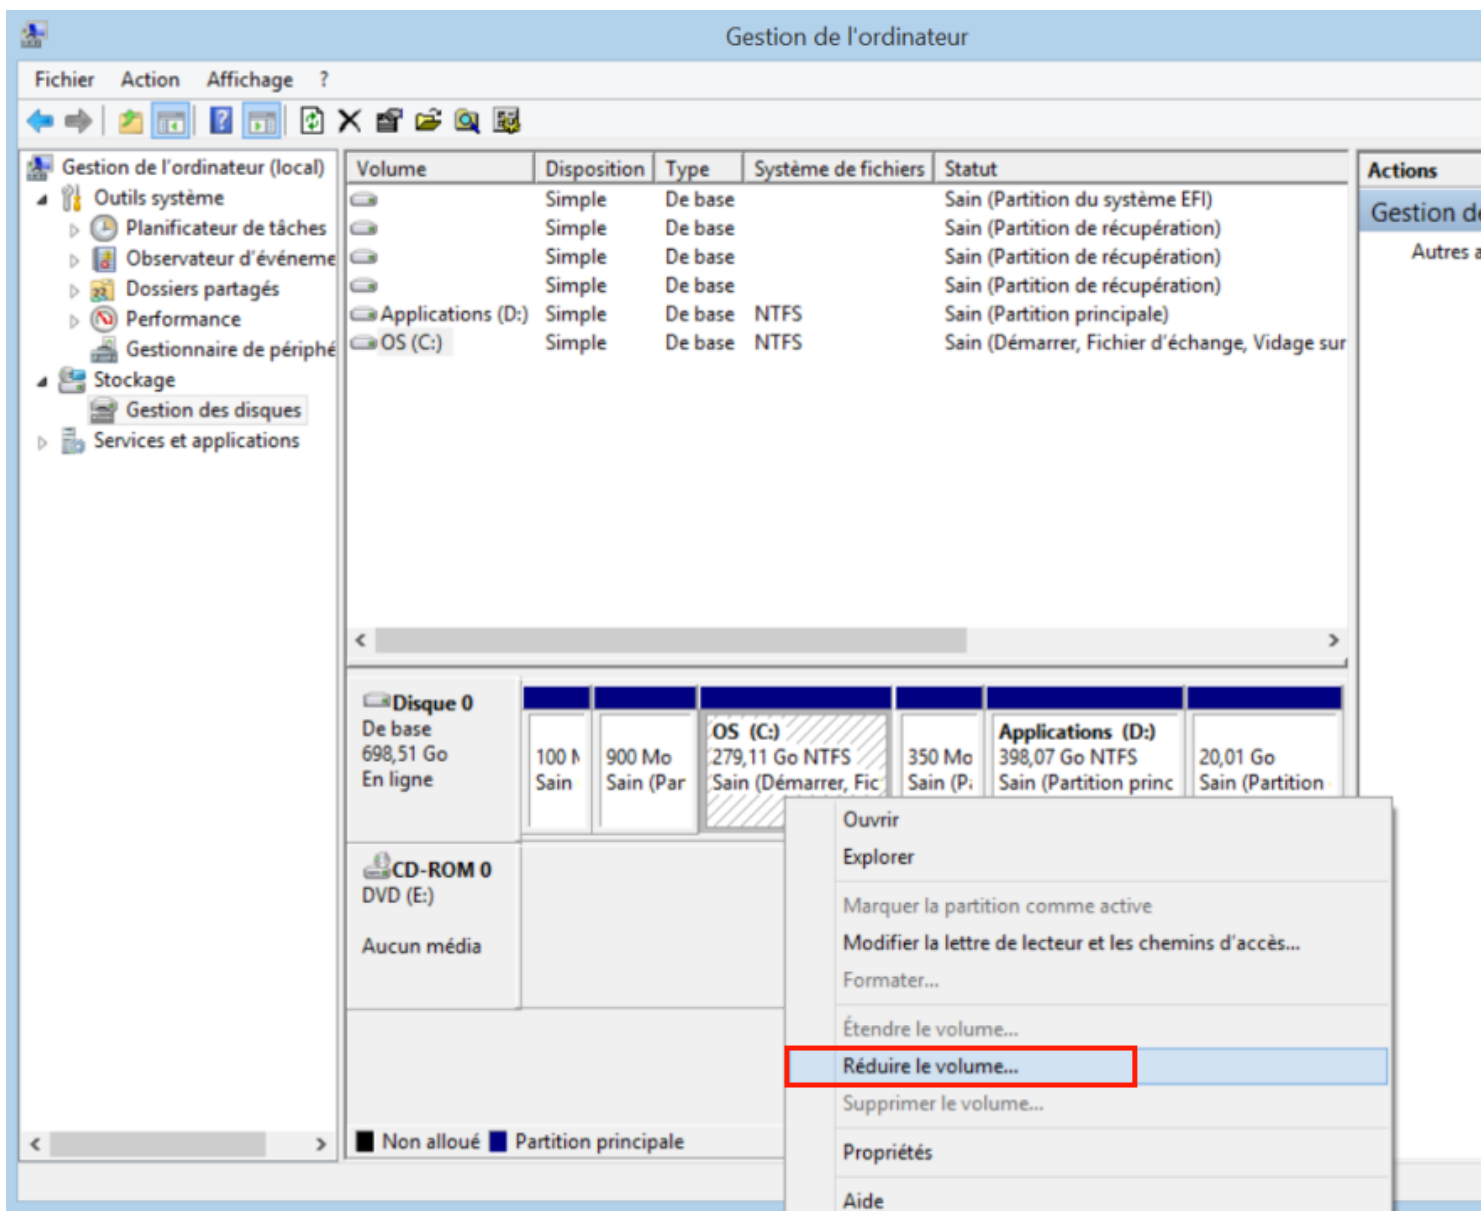 Gestion de l'ordinateur
Fichier Action Affichage ?
Gestion de l'ordinateur (local)
Outils système
Planificateur de tâches
Observateur d'événeme
Dossiers partagés
Performance
Gestionnaire de périphé
Stockage
Gestion des disques
Services et applications
Volume Disposition Type Système de fichiers Statut
Simple De base Sain (Partition du système EFI)
Simple De base Sain (Partition de récupération)
Simple De base Sain (Partition de récupération)
Simple De base Sain (Partition de récupération)
Applications (D:) Simple De base NTFS Sain (Partition principale)
OS (C:) Simple De base NTFS Sain (Démarrer, Fichier d'échange, Vidage sur
Actions
Gestion de
Autres a
Disque 0
De base
698,51 Go
En ligne
100 M
Sain
900 Mo
Sain (Par
OS (C:)
279,11 Go NTFS
Sain (Démarrer, Fic
350 Mo
Sain (Pa
Applications (D:)
398,07 Go NTFS
Sain (Partition princ
20,01 Go
Sain (Partition
CD-ROM 0
DVD (E:)
Aucun média
Ouvrir
Explorer
Marquer la partition comme active
Modifier la lettre de lecteur et les chemins d'accès...
Formater...
Étendre le volume...
Réduire le volume...
Supprimer le volume...
Propriétés
Aide
Non alloué Partition principale